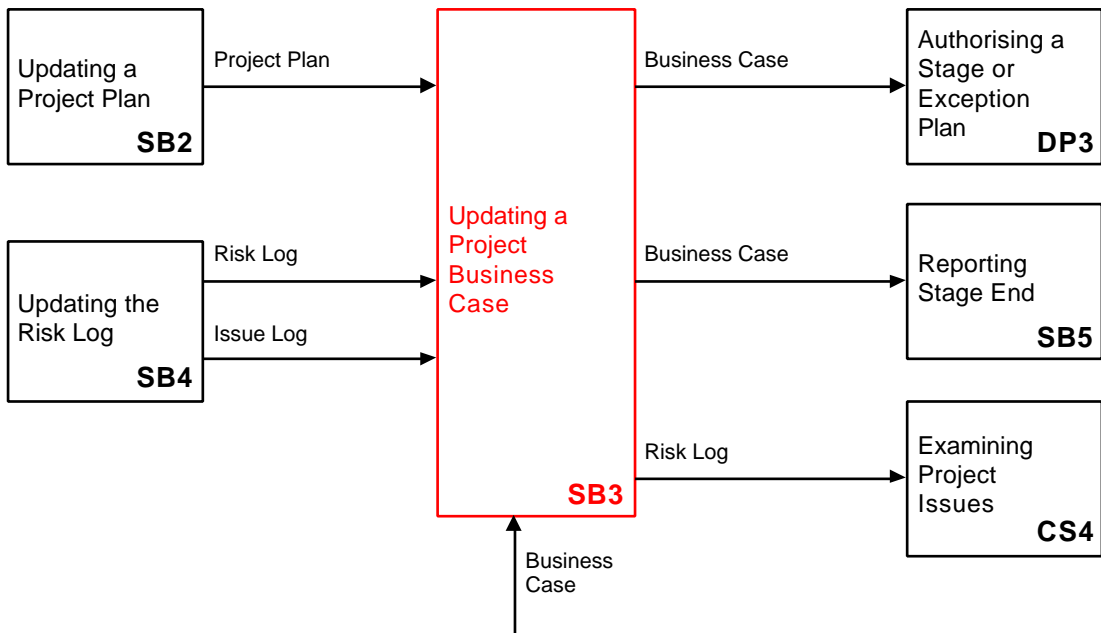 Updating a
Project Plan
SB2
Project Plan
Updating the
Risk Log
SB4
Risk Log
Issue Log
Updating a
Project
Business
Case
SB3
Business
Case
Business Case
Authorising a
Stage or
Exception
Plan
DP3
Business Case
Reporting
Stage End
SB5
Risk Log
Examining
Project
Issues
CS4